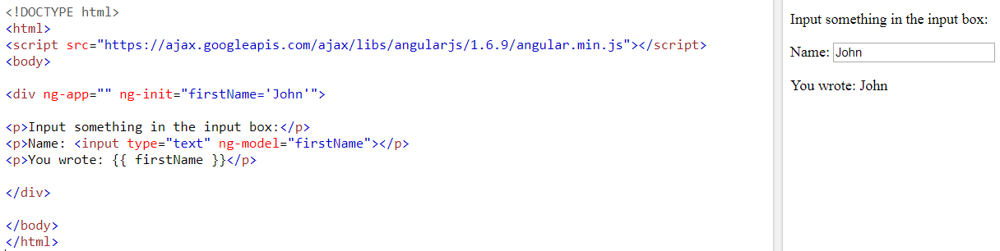 <!DOCTYPE html>
<html>
<script src="https://ajax.googleapis.com/ajax/libs/angularjs/1.6.9/angular.min.js"></script>
<body>
<div ng-app="" ng-init="firstName='John'">
<p>Input something in the input box:</p>
<p>Name: <input type="text" ng-model="firstName"></p>
<p>You wrote: {{ firstName }}</p>
</div>
</body>
</html>
Input something in the input box:
Name: John
You wrote: John